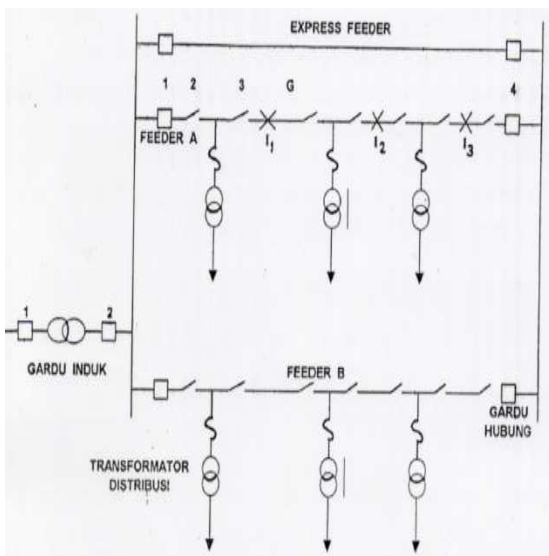 EXPRESS FEEDER
1 2 3 G 4
FEEDER A
I1 I2 I3
1 2
GARDU INDUK
FEEDER B
GARDU
HUBUNG
TRANSFORMATOR
DISTRIBUSI